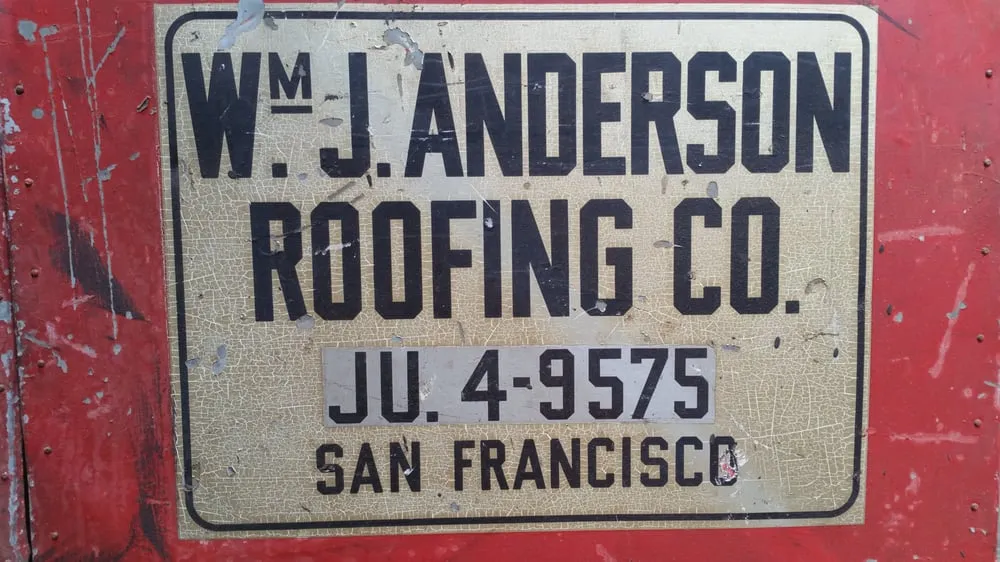 Wᴹ. J. ANDERSON
ROOFING CO.
JU. 4-9575
SAN FRANCISCO